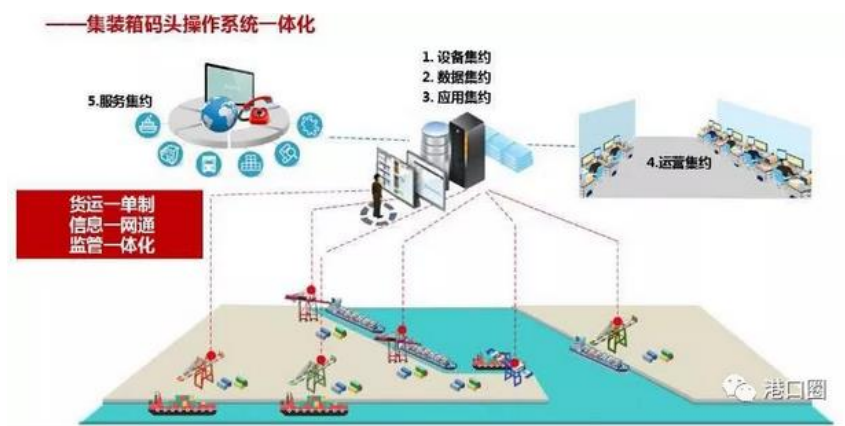 ——集装箱码头操作系统一体化
1. 设备集约
2. 数据集约
3. 应用集约
5.服务集约
4.运营集约
货运一单制
信息一网通
监管一体化
港口圈